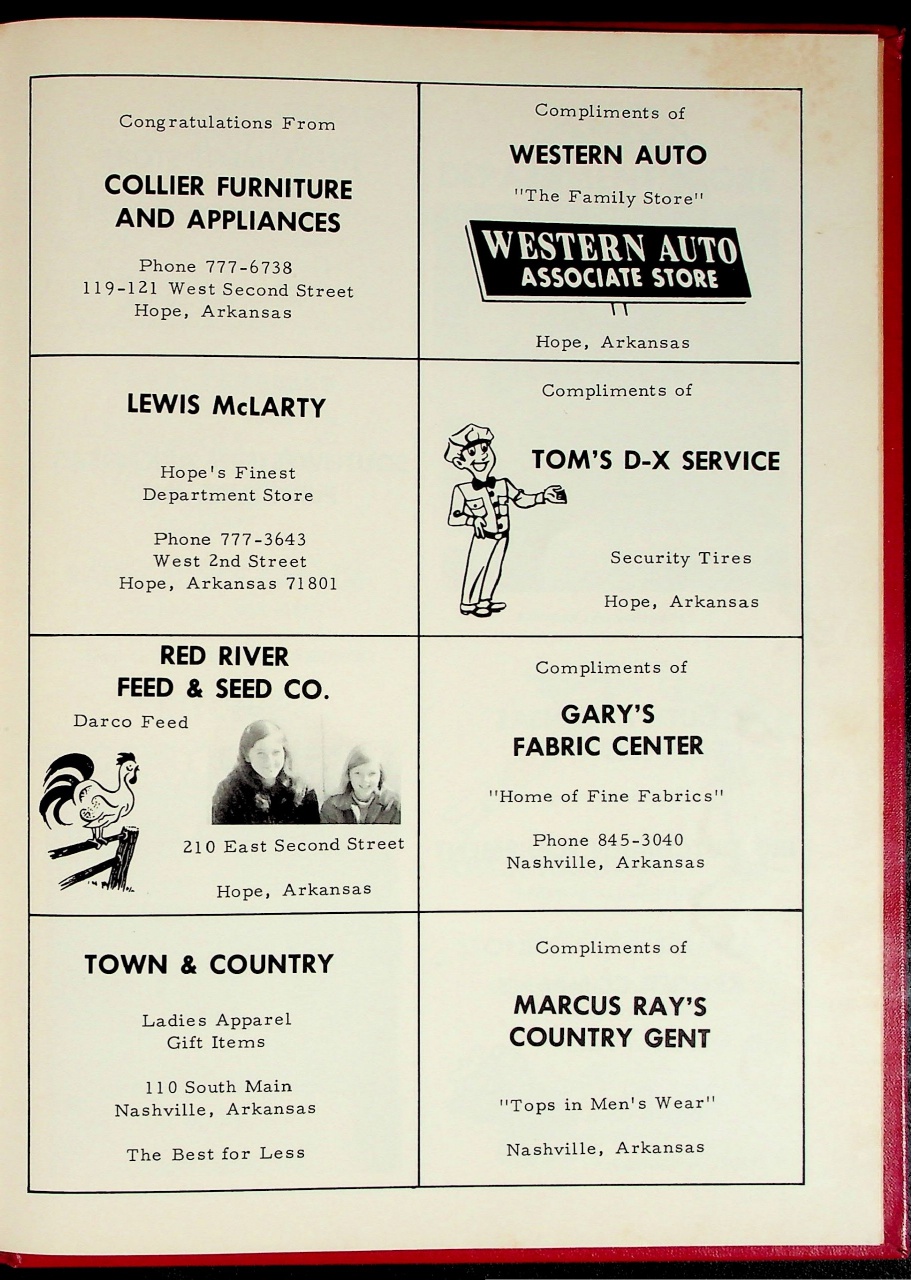 Congratulations From
COLLIER FURNITURE
AND APPLIANCES
Phone 777-6738
119-121 West Second Street
Hope, Arkansas
Compliments of
WESTERN AUTO
"The Family Store"
WESTERN AUTO
ASSOCIATE STORE
Hope, Arkansas
LEWIS McLARTY
Hope's Finest
Department Store
Phone 777-3643
West 2nd Street
Hope, Arkansas 71801
Compliments of
TOM'S D-X SERVICE
Security Tires
Hope, Arkansas
RED RIVER
FEED & SEED CO.
Darco Feed
210 East Second Street
Hope, Arkansas
Compliments of
GARY'S
FABRIC CENTER
"Home of Fine Fabrics"
Phone 845-3040
Nashville, Arkansas
TOWN & COUNTRY
Ladies Apparel
Gift Items
110 South Main
Nashville, Arkansas
The Best for Less
Compliments of
MARCUS RAY'S
COUNTRY GENT
"Tops in Men's Wear"
Nashville, Arkansas